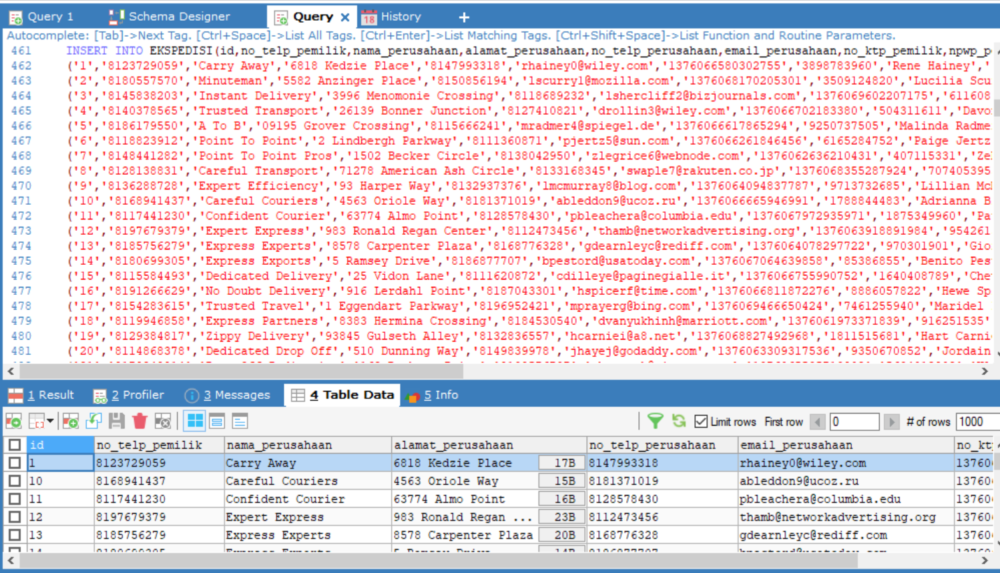 Query 1 Schema Designer Query History +
Autocomplete: [Tab]->Next Tag. [Ctrl+Space]->List All Tags. [Ctrl+Enter]->List Matching Tags. [Ctrl+Shift+Space]->List Function and Routine Parameters.
461 INSERT INTO EKSPEDISI(id,no_telp_pemilik,nama_perusahaan,alamat_perusahaan,no_telp_perusahaan,email_perusahaan,no_ktp_pemilik,npwp_p
462 ('1','8123729059','Carry Away','6818 Kedzie Place','8147993318','rhainey0@wiley.com','1376066580302755','3898783960','Rene Hainey','
463 ('2','8180557570','Minuteman','5582 Anzinger Place','8150856194','lscurry1@mozilla.com','1376068170205301','3509124820','Lucilia Scu
464 ('3','8145838203','Instant Delivery','3996 Menomonie Crossing','8118689232','lshercliff2@bizjournals.com','1376069602207175','611608
465 ('4','8140378565','Trusted Transport','26139 Bonner Junction','8127410821','drollin3@wiley.com','1376066702183380','504311611','Davo
466 ('5','8186179550','A To B','09195 Grover Crossing','8115666241','mradmer4@spiegel.de','1376066617865294','9250737505','Malinda Radme
467 ('6','8118823912','Point To Point','2 Lindbergh Parkway','8111360871','pjertz5@sun.com','1376066261846456','6165284752','Paige Jertz
468 ('7','8148441282','Point To Point Pros','1502 Becker Circle','8138042950','zlegrice6@webnode.com','1376062636210431','407115331','Ze
469 ('8','8128138831','Careful Transport','71278 American Ash Circle','8133168345','swaple7@rakuten.co.jp','1376068355287924','707405395
470 ('9','8136288728','Expert Efficiency','93 Harper Way','8132937376','lmcmurray8@blog.com','1376064094837787','9713732685','Lillian Mc
471 ('10','8168941437','Careful Couriers','4563 Oriole Way','8181371019','ableddon9@ucoz.ru','1376066665946991','1788844483','Adrianna B
472 ('11','8117441230','Confident Courier','63774 Almo Point','8128578430','pbleachera@columbia.edu','1376067972935971','1875349960','Pa
473 ('12','8197679379','Expert Express','983 Ronald Regan Center','8112473456','thamb@networkadvertising.org','1376063918891984','954261
474 ('13','8185756279','Express Experts','8578 Carpenter Plaza','8168776328','gdearnleyc@rediff.com','1376064078297722','970301901','Gio
475 ('14','8180699305','Express Exports','5 Ramsey Drive','8186877707','bpestord@usatoday.com','1376067064639858','85386855','Benito Pes
476 ('15','8115584493','Dedicated Delivery','25 Vidon Lane','8111620872','cdilleye@paginegialle.it','1376066755990752','1640408789','Che
477 ('16','8191266629','No Doubt Delivery','916 Lerdahl Point','8187043301','hspicerf@time.com','1376066811872276','8886057822','Hewe Sp
478 ('17','8154283615','Trusted Travel','1 Eggendart Parkway','8196952421','mprayerg@bing.com','1376069466650424','7461255940','Maridel
479 ('18','8119946858','Express Partners','8383 Hermina Crossing','8184530540','dvanyukhinh@marriott.com','1376061973371839','916251535'
480 ('19','8129384817','Zippy Delivery','93845 Gulseth Alley','8132836557','hcarniei@a8.net','1376068827492968','1811515681','Hart Carni
481 ('20','8114868378','Dedicated Drop Off','510 Dunning Way','8149839978','jhayej@godaddy.com','1376063309317536','9350670852','Jordain
1 Result 2 Profiler 3 Messages 4 Table Data 5 Info
Limit rows First row 0 # of rows 1000
id no_telp_pemilik nama_perusahaan alamat_perusahaan no_telp_perusahaan email_perusahaan no_kt
1 8123729059 Carry Away 6818 Kedzie Place 17B 8147993318 rhainey0@wiley.com 13760
10 8168941437 Careful Couriers 4563 Oriole Way 15B 8181371019 ableddon9@ucoz.ru 13760
11 8117441230 Confident Courier 63774 Almo Point 16B 8128578430 pbleachera@columbia.edu 13760
12 8197679379 Expert Express 983 Ronald Regan ... 23B 8112473456 thamb@networkadvertising.org 13760
13 8185756279 Express Experts 8578 Carpenter Plaza 20B 8168776328 gdearnleyc@rediff.com 13760